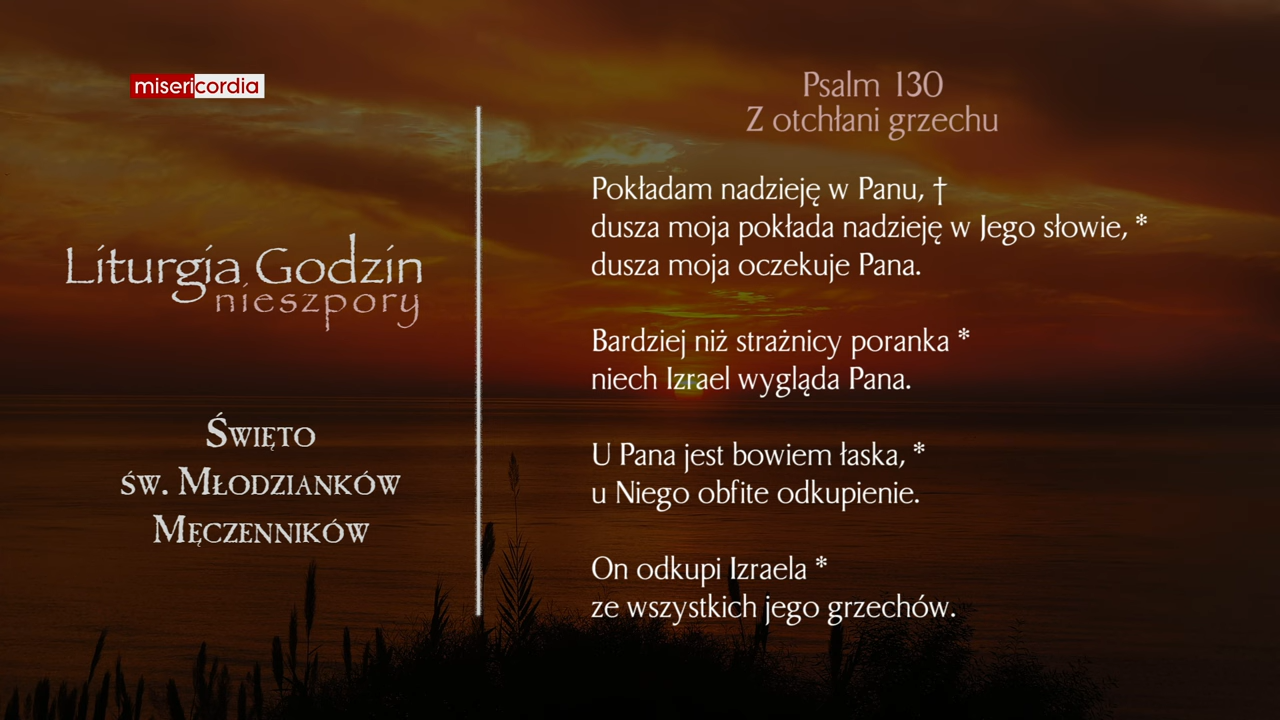 misericordia
Liturgia Godzin
nieszpory
Święto
św. Młodzianków
Męczenników
Psalm 130
Z otchłani grzechu
Pokładam nadzieję w Panu, †
dusza moja pokłada nadzieję w Jego słowie, *
dusza moja oczekuje Pana.
Bardziej niż strażnicy poranka *
niech Izrael wygląda Pana.
U Pana jest bowiem łaska, *
u Niego obfite odkupienie.
On odkupi Izraela *
ze wszystkich jego grzechów.